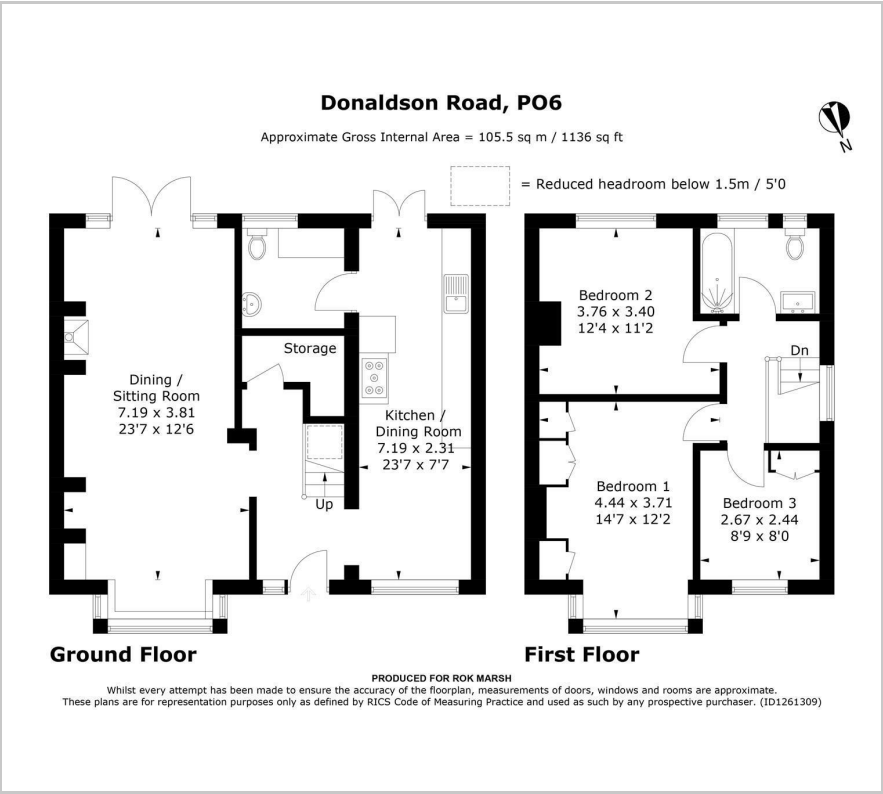 Donaldson Road, PO6
Approximate Gross Internal Area = 105.5 sq m / 1136 sq ft
N
= Reduced headroom below 1.5m / 5'0
Storage
Dining /
Sitting Room
7.19 x 3.81
23'7 x 12'6
Kitchen /
Dining Room
7.19 x 2.31
23'7 x 7'7
Up
Ground Floor
Bedroom 2
3.76 x 3.40
12'4 x 11'2
Dn
Bedroom 1
4.44 x 3.71
14'7 x 12'2
Bedroom 3
2.67 x 2.44
8'9 x 8'0
First Floor
PRODUCED FOR ROK MARSH
Whilst every attempt has been made to ensure the accuracy of the floorplan, measurements of doors, windows and rooms are approximate.
These plans are for representation purposes only as defined by RICS Code of Measuring Practice and used as such by any prospective purchaser. (ID1261309)